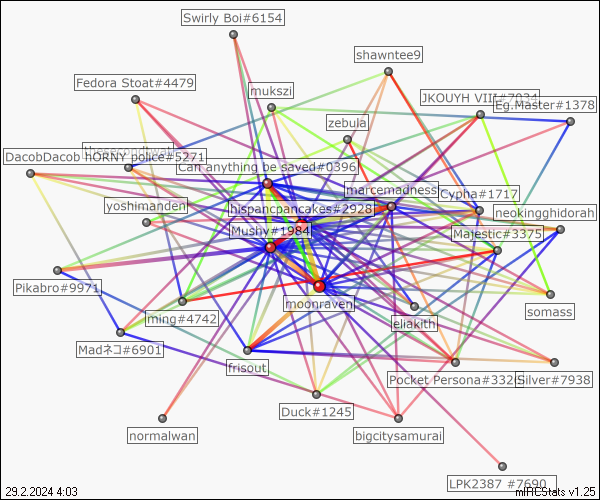 Swirly Boi#6154
shawntee9
Fedora Stoat#4479
mukszi
JKOUYH VIII#7034
Eg.Master#1378
zebula
thesecondtwat
DacobDacob
HORNY police#5271
Can anything be saved#0396
marcemadness
Cypha#1717
yoshimanden
hispancpancakes#2928
neokingghidorah
Mushy#1984
Majestic#3375
Pikabro#9971
moonraven
somass
ming#4742
eliakith
Madネコ#6901
frisout
Pocket Persona#3320
Silver#7938
Duck#1245
normalwan
bigcitysamurai
LPK2387 #7690
29.2.2024 4:03
mIRCStats v1.25